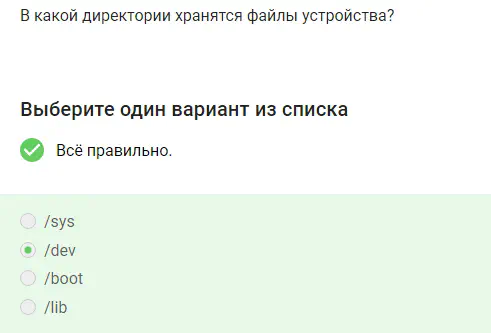 В какой директории хранятся файлы устройства?
Выберите один вариант из списка
Всё правильно.
/sys
/dev
/boot
/lib